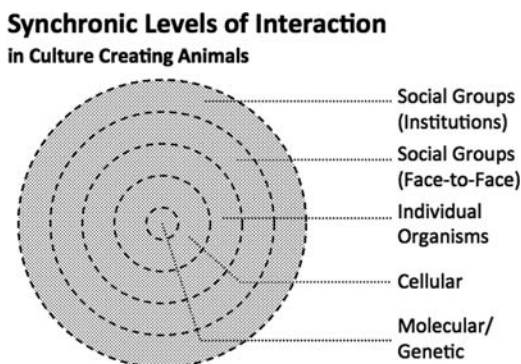 Synchronic Levels of Interaction
in Culture Creating Animals
Social Groups
(Institutions)
Social Groups
(Face-to-Face)
Individual
Organisms
Cellular
Molecular/
Genetic